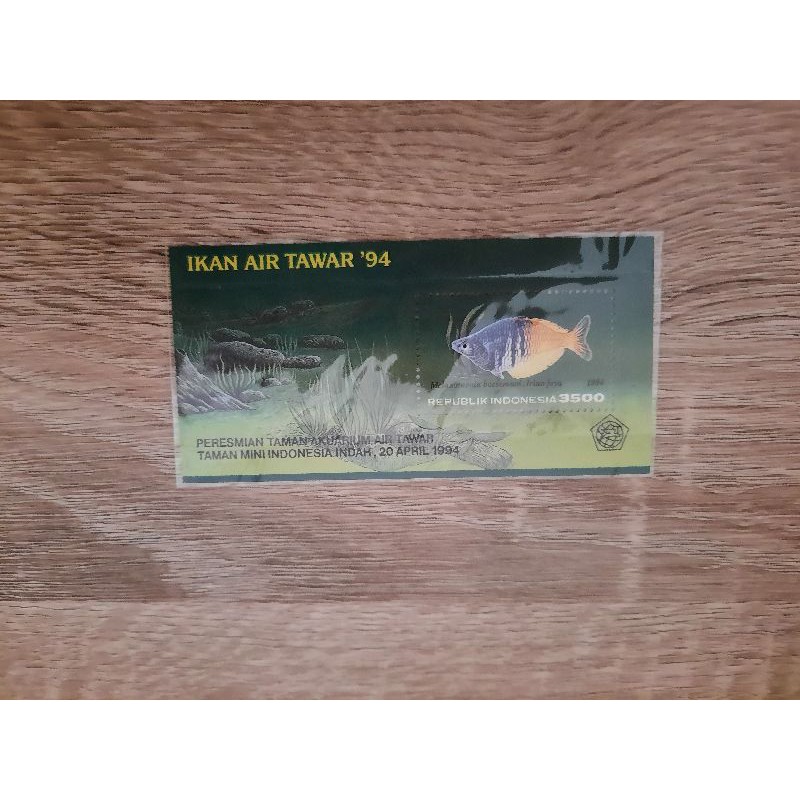 IKAN AIR TAWAR '94
Melanotaenia boesemani, Irian Jaya 1994
REPUBLIK INDONESIA 3500
PERESMIAN TAMAN AKUARIUM AIR TAWAR
TAMAN MINI INDONESIA INDAH, 20 APRIL 1994